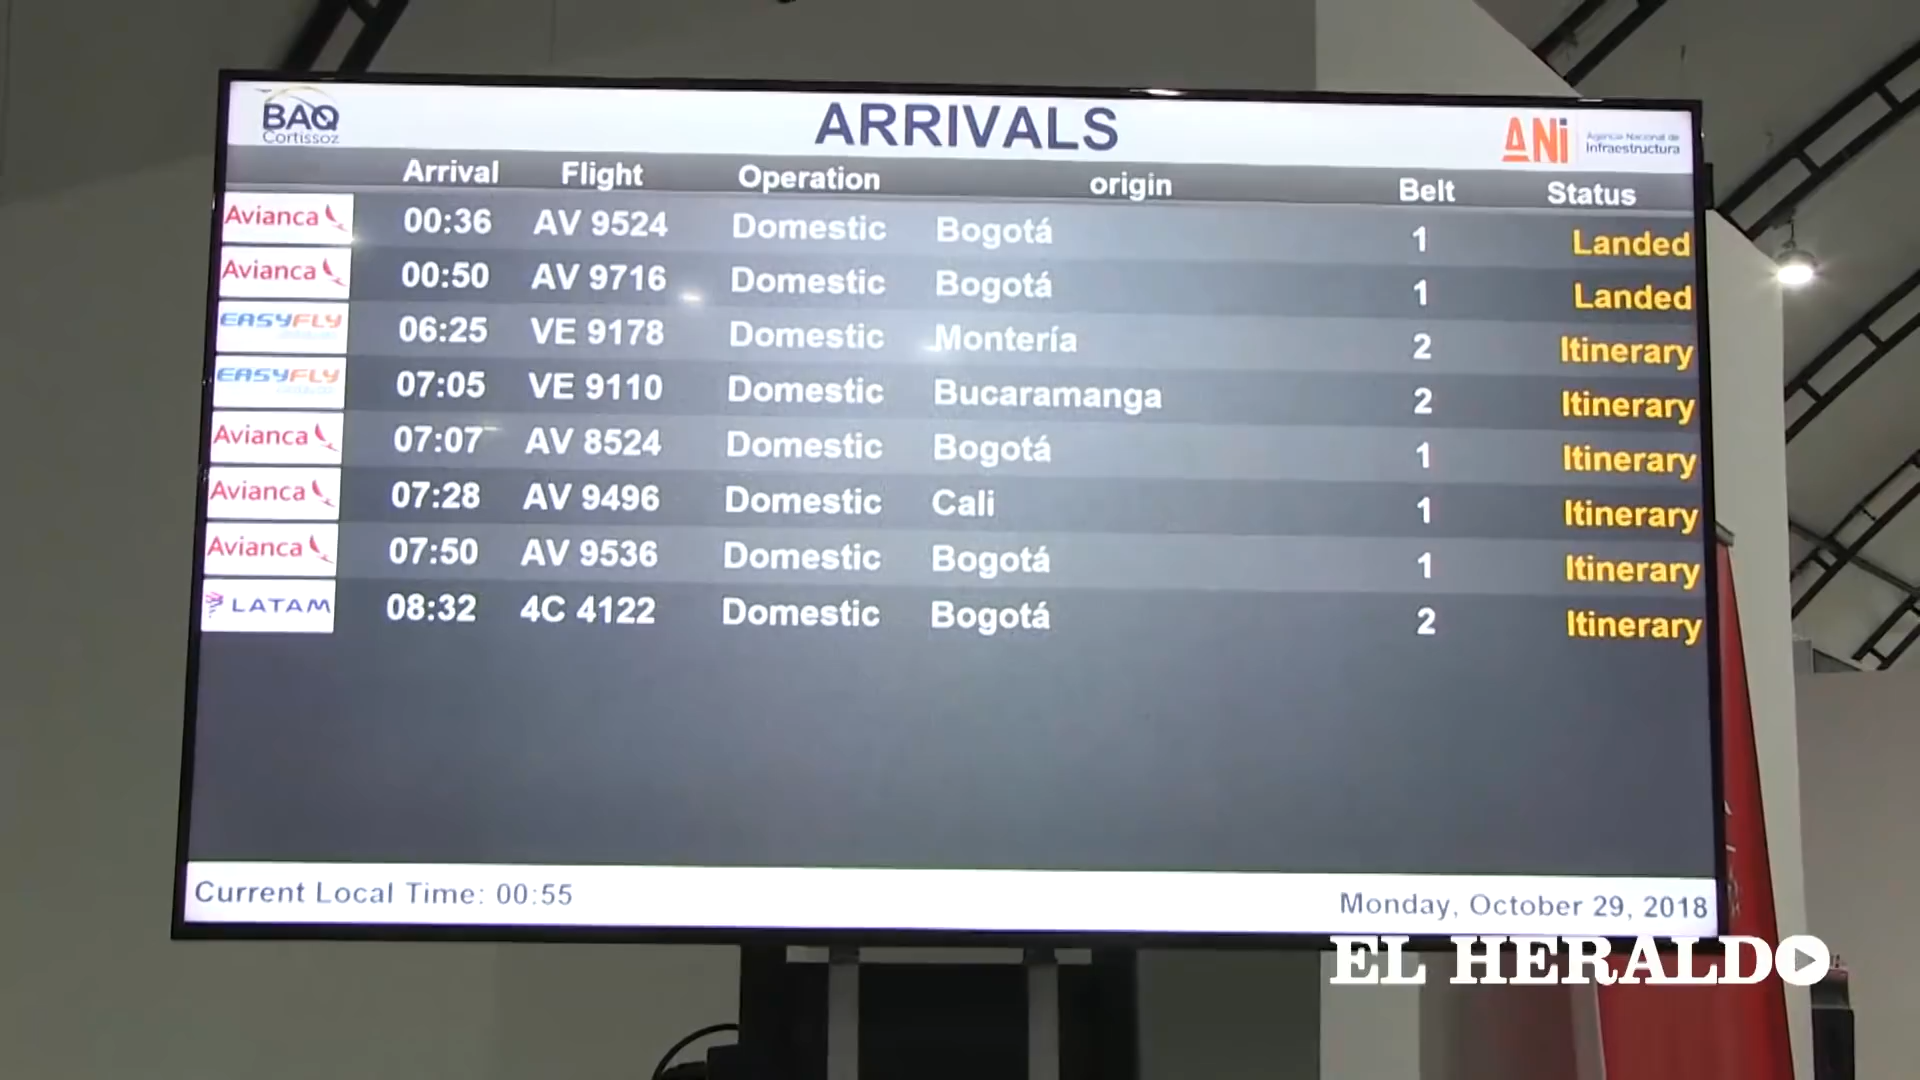 BAQ
Cortissoz
ARRIVALS
ANi
Agencia Nacional de
Infraestructura
Arrival Flight Operation origin Belt Status
Avianca 00:36 AV 9524 Domestic Bogotá 1 Landed
Avianca 00:50 AV 9716 Domestic Bogotá 1 Landed
EASYFLY 06:25 VE 9178 Domestic Montería 2 Itinerary
EASYFLY 07:05 VE 9110 Domestic Bucaramanga 2 Itinerary
Avianca 07:07 AV 8524 Domestic Bogotá 1 Itinerary
Avianca 07:28 AV 9496 Domestic Cali 1 Itinerary
Avianca 07:50 AV 9536 Domestic Bogotá 1 Itinerary
LATAM 08:32 4C 4122 Domestic Bogotá 2 Itinerary
Current Local Time: 00:55 Monday, October 29, 2018
EL HERALDO